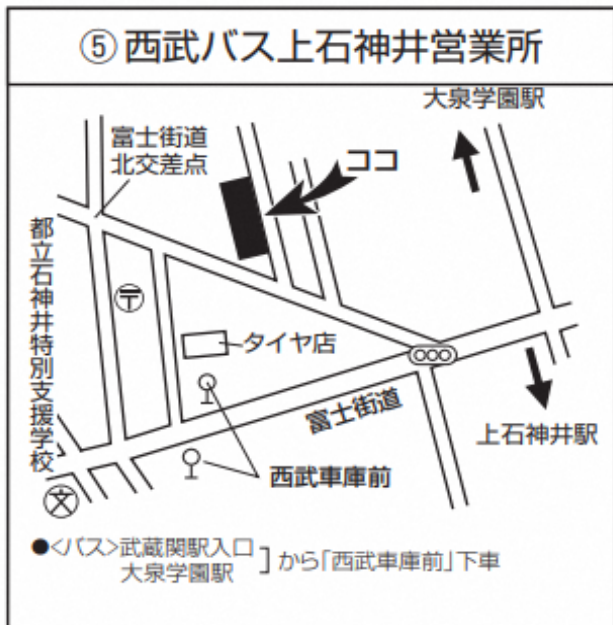 ⑤西武バス上石神井営業所
大泉学園駅
富士街道
北交差点
ココ
都立石神井特別支援学校
〒
タイヤ店
富士街道
上石神井駅
西武車庫前
文
●<バス>武蔵関駅入口
大泉学園駅 ］から「西武車庫前」下車